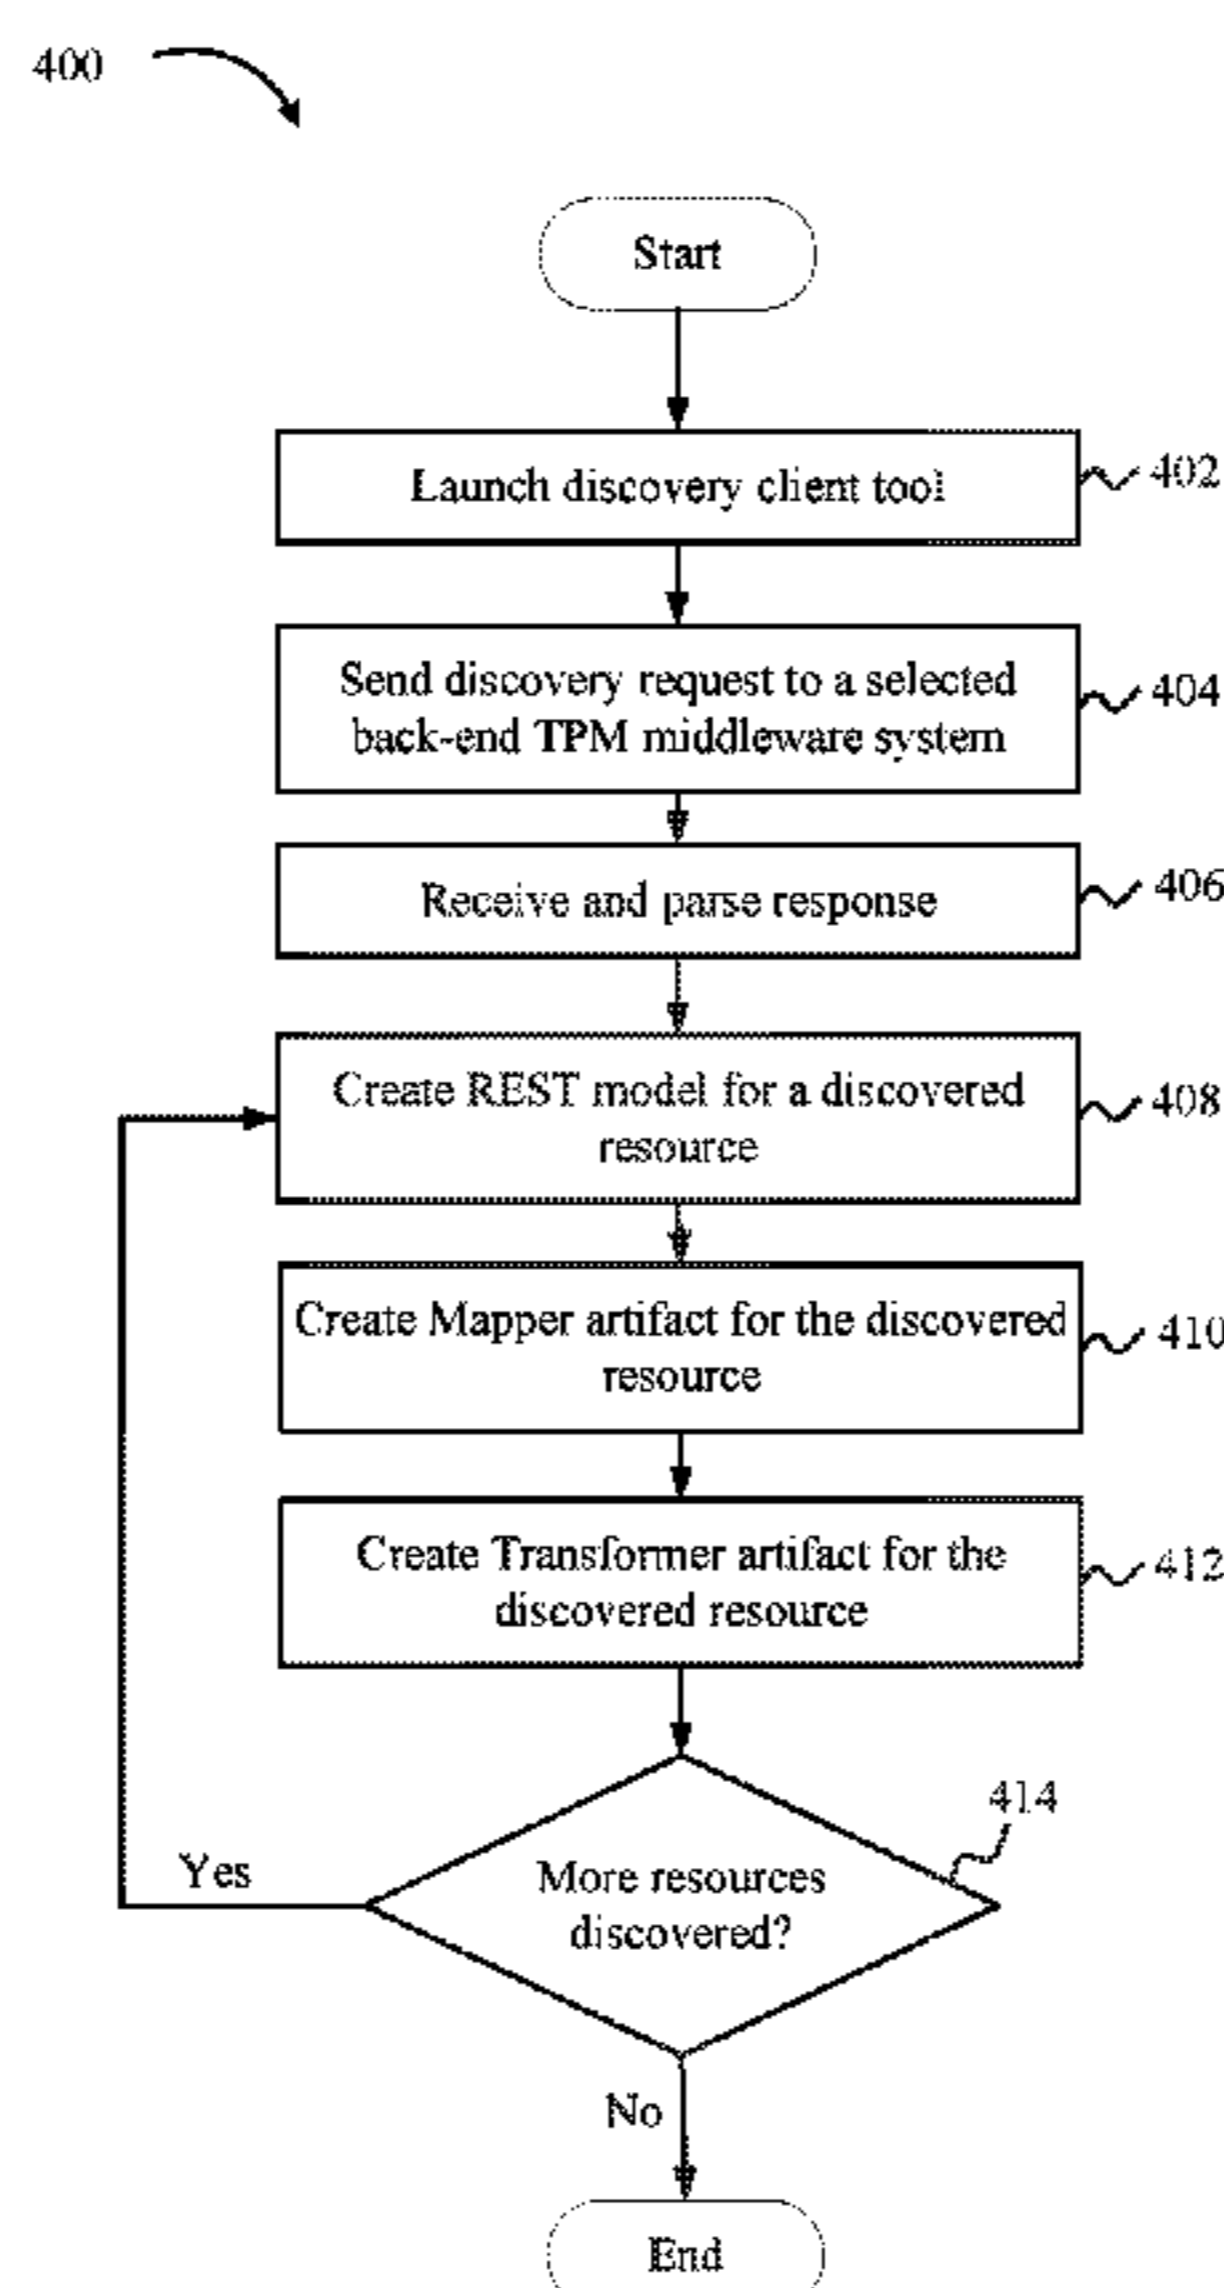 400
Start
Launch discovery client tool
402
Send discovery request to a selected
back-end TPM middleware system
404
Receive and parse response
406
Create REST model for a discovered
resource
408
Create Mapper artifact for the discovered
resource
410
Create Transformer artifact for the
discovered resource
412
414
More resources
discovered?
Yes
No
End